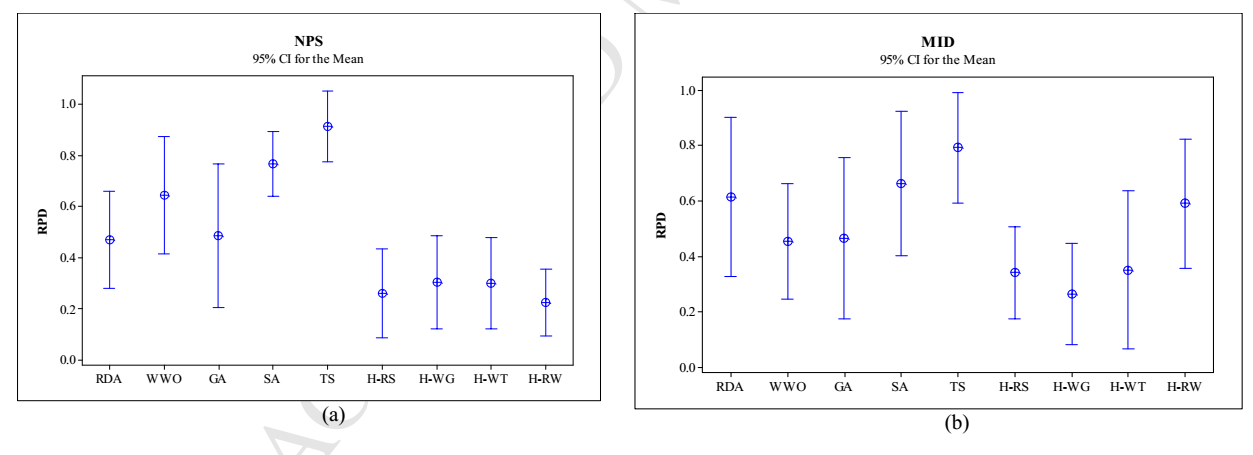 NPS
95% CI for the Mean
RPD
1.0
0.8
0.6
0.4
0.2
0.0
RDA WWO GA SA TS H-RS H-WG H-WT H-RW
(a)
MID
95% CI for the Mean
RPD
1.0
0.8
0.6
0.4
0.2
0.0
RDA WWO GA SA TS H-RS H-WG H-WT H-RW
(b)